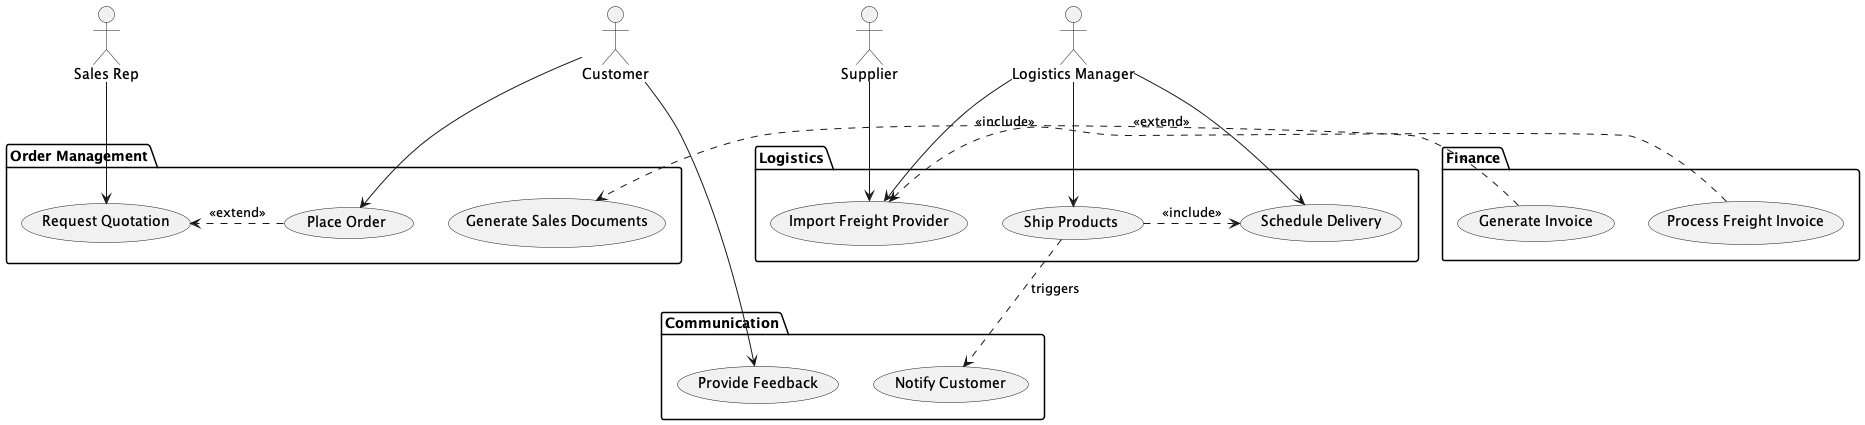 Sales Rep
Customer
Supplier
Logistics Manager
«include»
«extend»
Order Management
Logistics
Finance
«extend»
«include»
Request Quotation
Place Order
Generate Sales Documents
Import Freight Provider
Ship Products
Schedule Delivery
Generate Invoice
Process Freight Invoice
triggers
Communication
Provide Feedback
Notify Customer